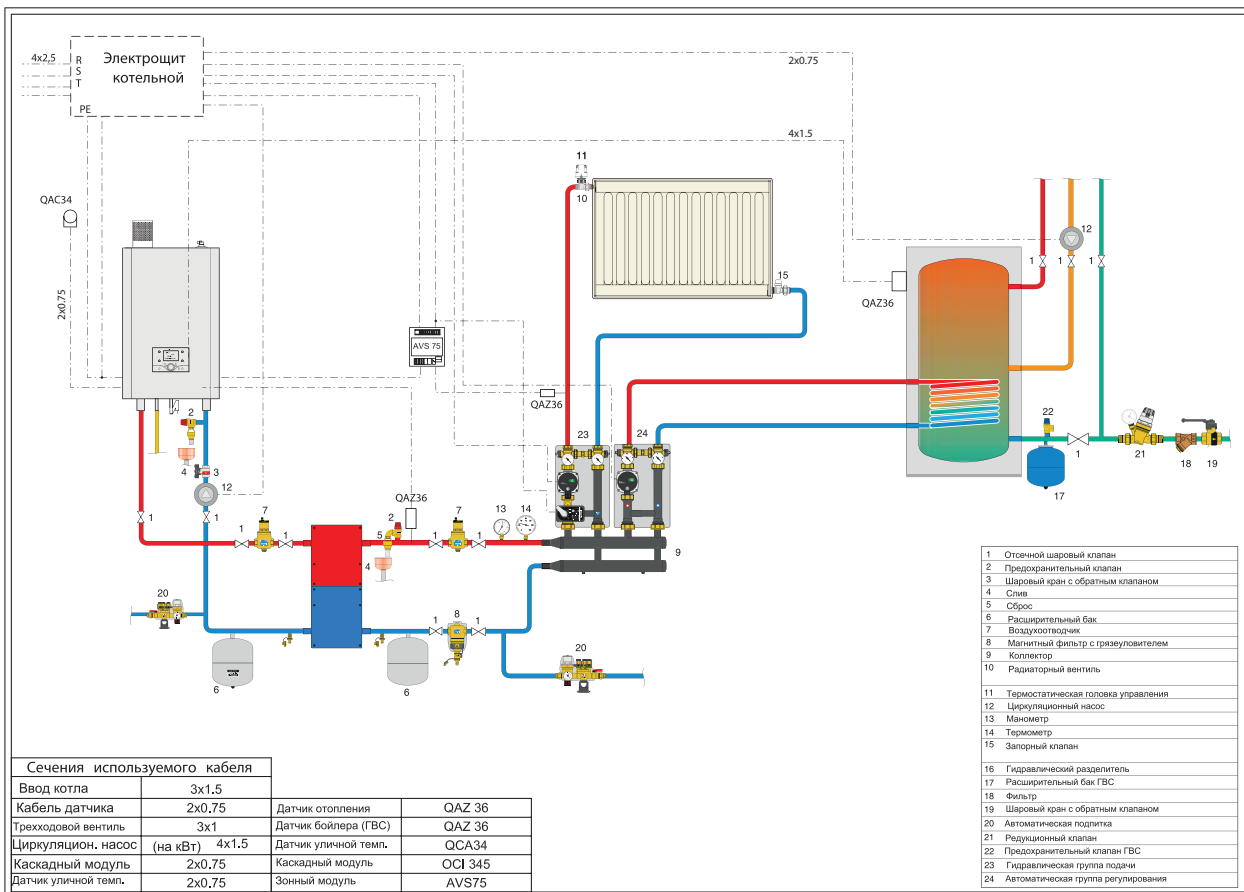 4x2,5
R
S
T
PE
Электрощит
котельной
2x0.75
4x1.5
QAC34
2x0.75
11
10
15
12
1
1
1
QAZ36
AVS 75
QAZ36
23
24
22
1
21
18
19
17
2
4
3
12
1
1
7
1
1
QAZ36
2
5
4
7
1
1
13
14
9
20
6
6
1
8
1
20
1 Отсечной шаровый клапан
2 Предохранительный клапан
3 Шаровый кран с обратным клапаном
4 Слив
5 Сброс
6 Расширительный бак
7 Воздухоотводчик
8 Магнитный фильтр с грязеуловителем
9 Коллектор
10 Радиаторный вентиль
11 Термостатическая головка управления
12 Циркуляционный насос
13 Манометр
14 Термометр
15 Запорный клапан
16 Гидравлический разделитель
17 Расширительный бак ГВС
18 Фильтр
19 Шаровый кран с обратным клапаном
20 Автоматическая подпитка
21 Редукционный клапан
22 Предохранительный клапан ГВС
23 Гидравлическая группа подачи
24 Автоматическая группа регулирования
Сечения используемого кабеля
Ввод котла 3x1.5
Кабель датчика 2x0.75 Датчик отопления QAZ 36
Трехходовой вентиль 3x1 Датчик бойлера (ГВС) QAZ 36
Циркуляцион. насос (на кВт) 4x1.5 Датчик уличной темп. QCA34
Каскадный модуль 2x0.75 Каскадный модуль OCI 345
Датчик уличной темп. 2x0.75 Зонный модуль AVS75